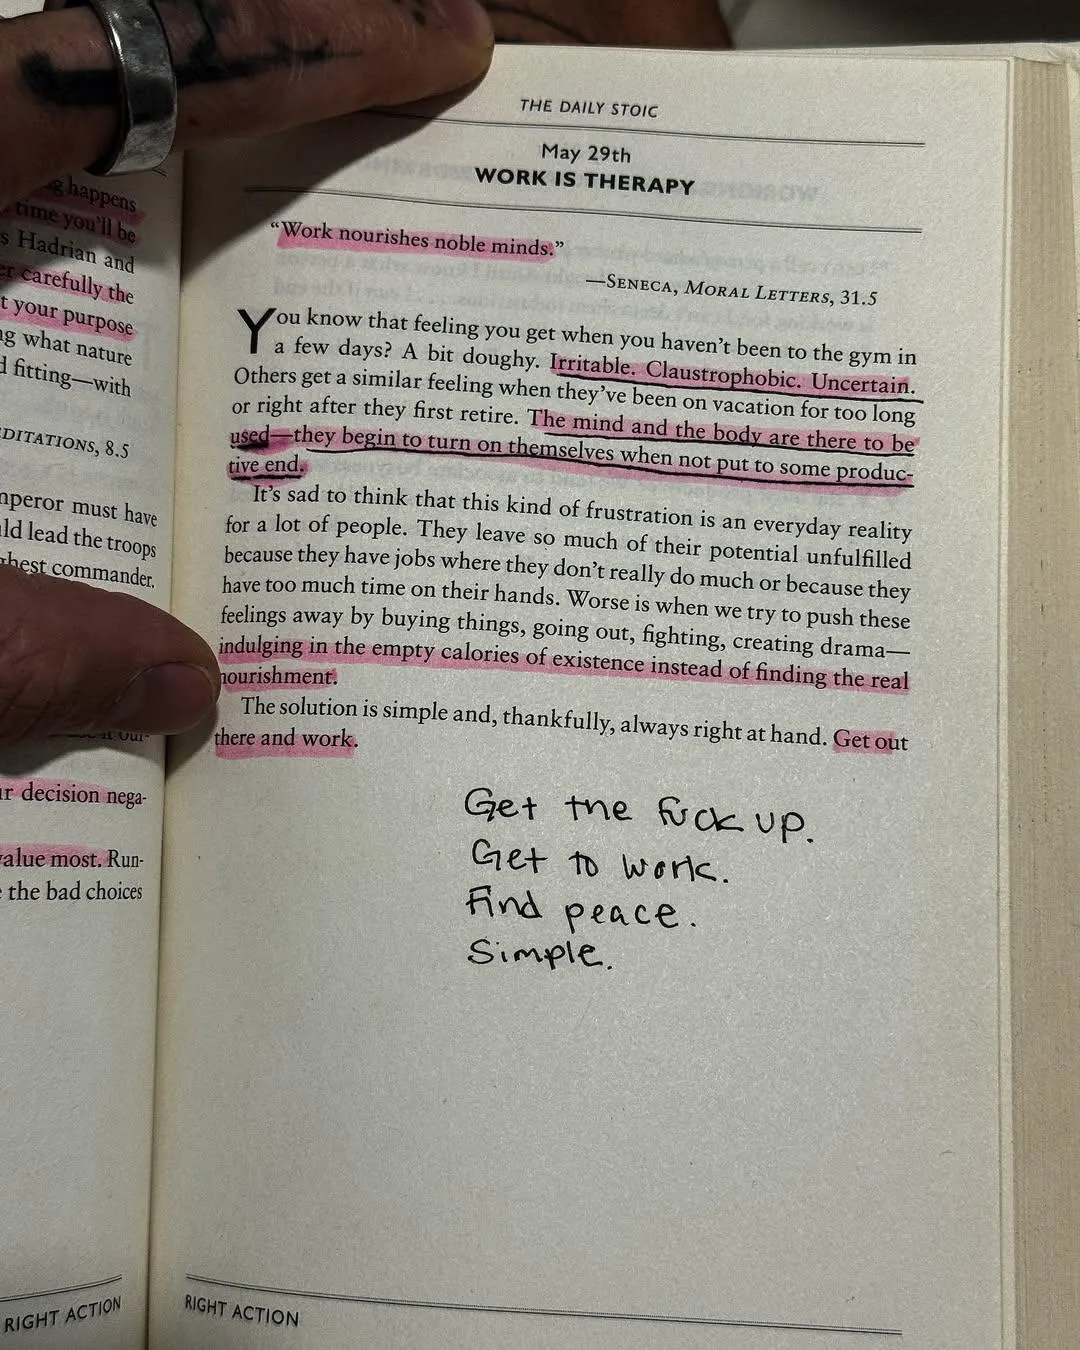 g happens
time you'll be
s Hadrian and
er carefully the
t your purpose
ng what nature
d fitting—with
DITATIONS, 8.5
mperor must have
ld lead the troops
ghest commander.
ur decision nega-
value most. Run-
the bad choices
RIGHT ACTION
THE DAILY STOIC
May 29th
WORK IS THERAPY
“Work nourishes noble minds.”
—SENECA, MORAL LETTERS, 31.5
You know that feeling you get when you haven’t been to the gym in
a few days? A bit doughy. Irritable. Claustrophobic. Uncertain.
Others get a similar feeling when they’ve been on vacation for too long
or right after they first retire. The mind and the body are there to be
used—they begin to turn on themselves when not put to some produc-
tive end.
It’s sad to think that this kind of frustration is an everyday reality
for a lot of people. They leave so much of their potential unfulfilled
because they have jobs where they don’t really do much or because they
have too much time on their hands. Worse is when we try to push these
feelings away by buying things, going out, fighting, creating drama—
indulging in the empty calories of existence instead of finding the real
nourishment.
The solution is simple and, thankfully, always right at hand. Get out
there and work.
Get the fuck up.
Get to work.
Find peace.
Simple.
RIGHT ACTION